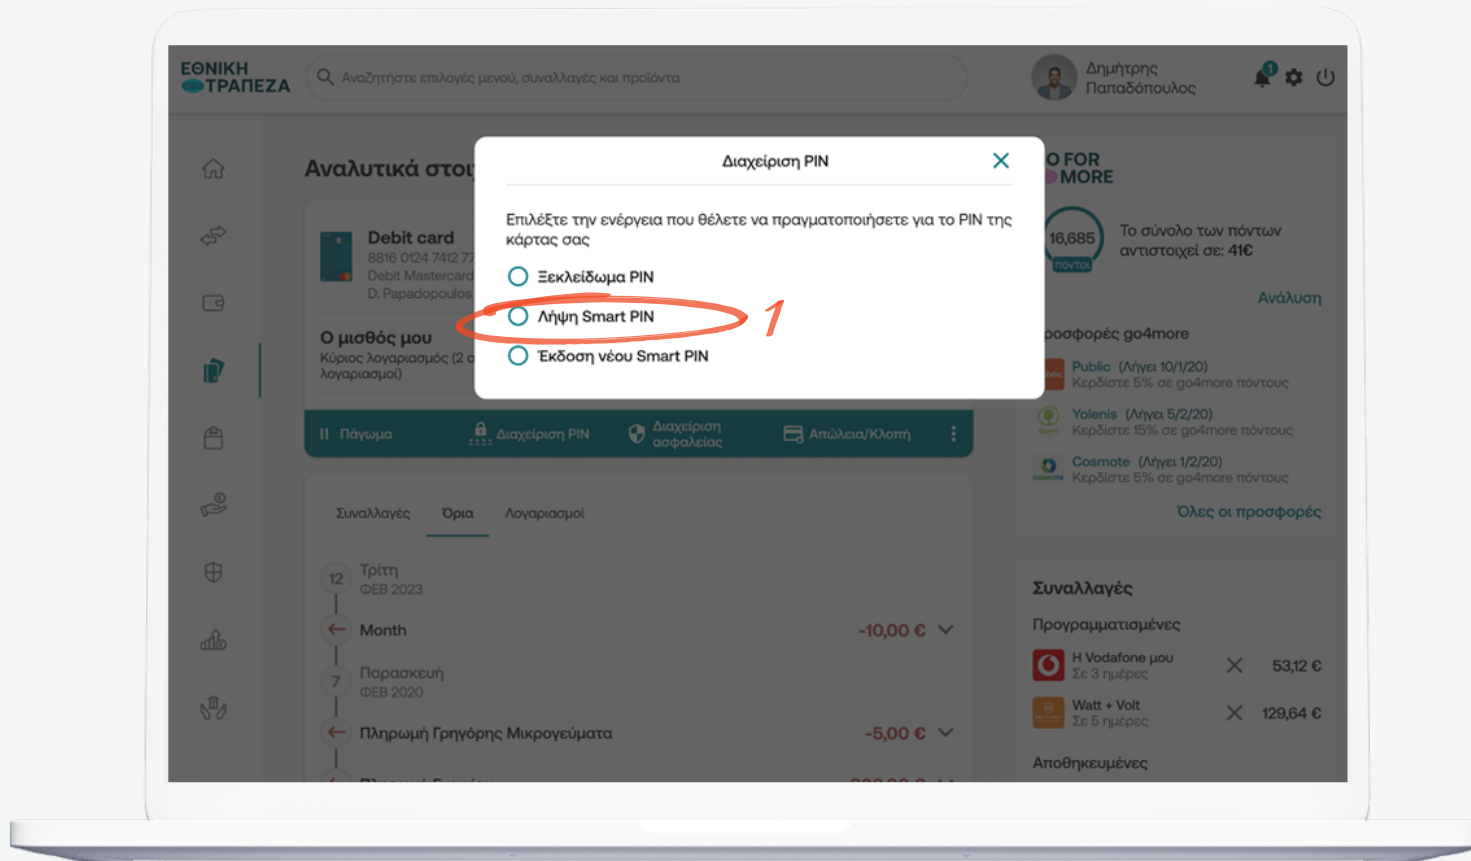 ΕΘΝΙΚΗ
ΤΡΑΠΕΖΑ
Αναζητήστε επιλογές μενού, συναλλαγές και προϊόντα
Δημήτρης
Παπαδόπουλος
1
Αναλυτικά στοι
Debit card
8816 0124 7412 77
Debit Mastercard
D. Papadopoulos
Ο μισθός μου
Κύριος λογαριασμός (2
λογαριασμοί)
Διαχείριση PIN
Επιλέξτε την ενέργεια που θέλετε να πραγματοποιήσετε για το PIN της
κάρτας σας
Ξεκλείδωμα PIN
Λήψη Smart PIN
1
Έκδοση νέου Smart PIN
Πάγωμα
Διαχείριση PIN
Διαχείριση
ασφαλείας
Απώλεια/Κλοπή
Συναλλαγές Όρια Λογαριασμοί
12 Τρίτη
ΦΕΒ 2023
Month -10,00 €
7 Παρασκευή
ΦΕΒ 2020
Πληρωμή Γρηγόρης Μικρογεύματα -5,00 €
O FOR
MORE
16,685
πόντοι
Το σύνολο των πόντων
αντιστοιχεί σε: 41€
Ανάλυση
ροσφορές go4more
Public (Λήγει 10/1/20)
Κερδίστε 5% σε go4more πόντους
Yolenis (Λήγει 5/2/20)
Κερδίστε 15% σε go4more πόντους
COSMOTE
Cosmote (Λήγει 1/2/20)
Κερδίστε 5% σε go4more πόντους
Όλες οι προσφορές
Συναλλαγές
Προγραμματισμένες
Η Vodafone μου
Σε 3 ημέρες
53,12 €
Watt + Volt
Σε 5 ημέρες
129,64 €
Αποθηκευμένες